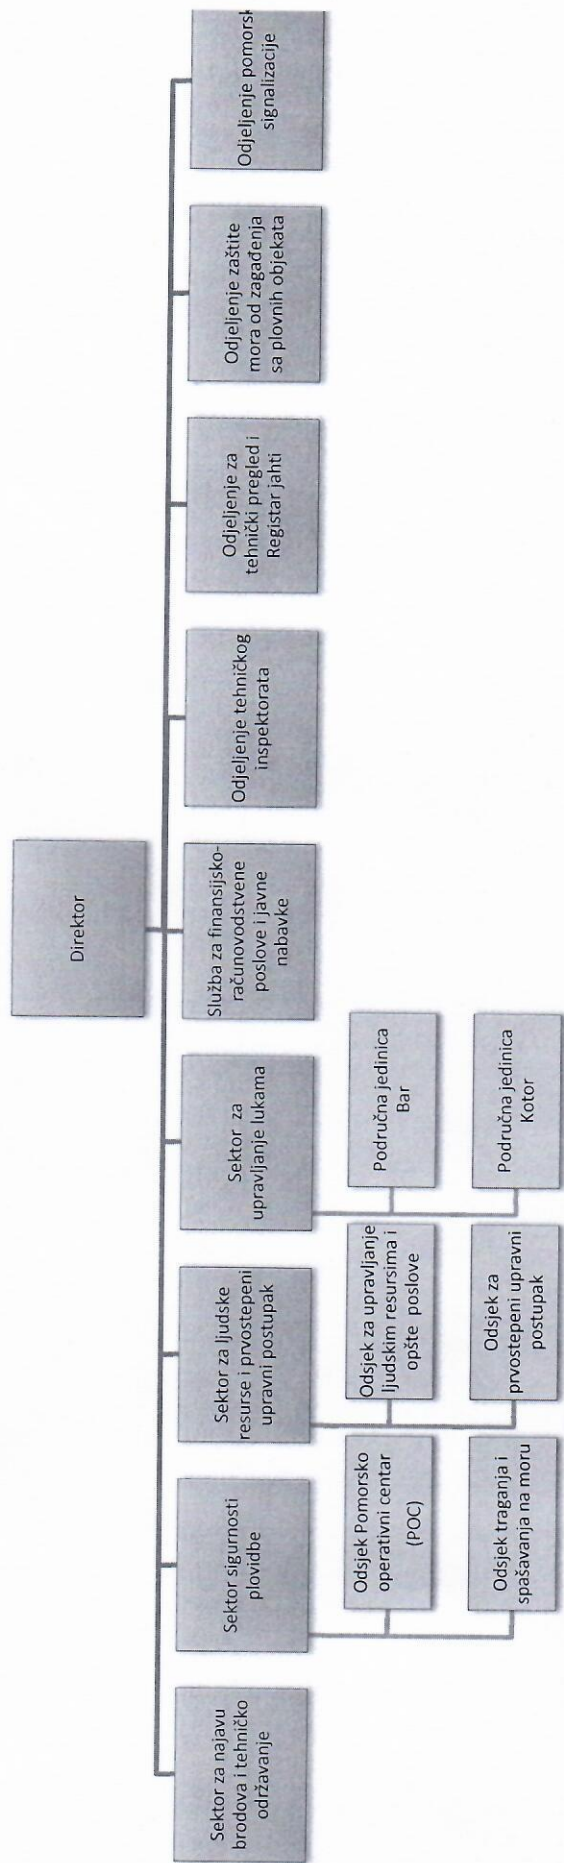 Direktor
Sektor za najavu
brodova i tehničko
održavanje
Sektor sigurnosti
plovidbe
Odsjek Pomorsko
operativni centar
(POC)
Odsjek traganja i
spašavanja na moru
Sektor za ljudske
resurse i prvostepeni
upravni postupak
Odsjek za upravljanje
ljudskim resursima i
opšte poslove
Odsjek za
prvostepeni upravni
postupak
Sektor za
upravljanje lukama
Područna jedinica
Bar
Područna jedinica
Kotor
Služba za finansijsko-
računovodstvene
poslove i javne
nabavke
Odjeljenje tehničkog
inspektorata
Odjeljenje za
tehnički pregled i
Registar jahti
Odjeljenje zaštite
mora od zagađenja
sa plovnih objekata
Odjeljenje pomorsk
signalizacije